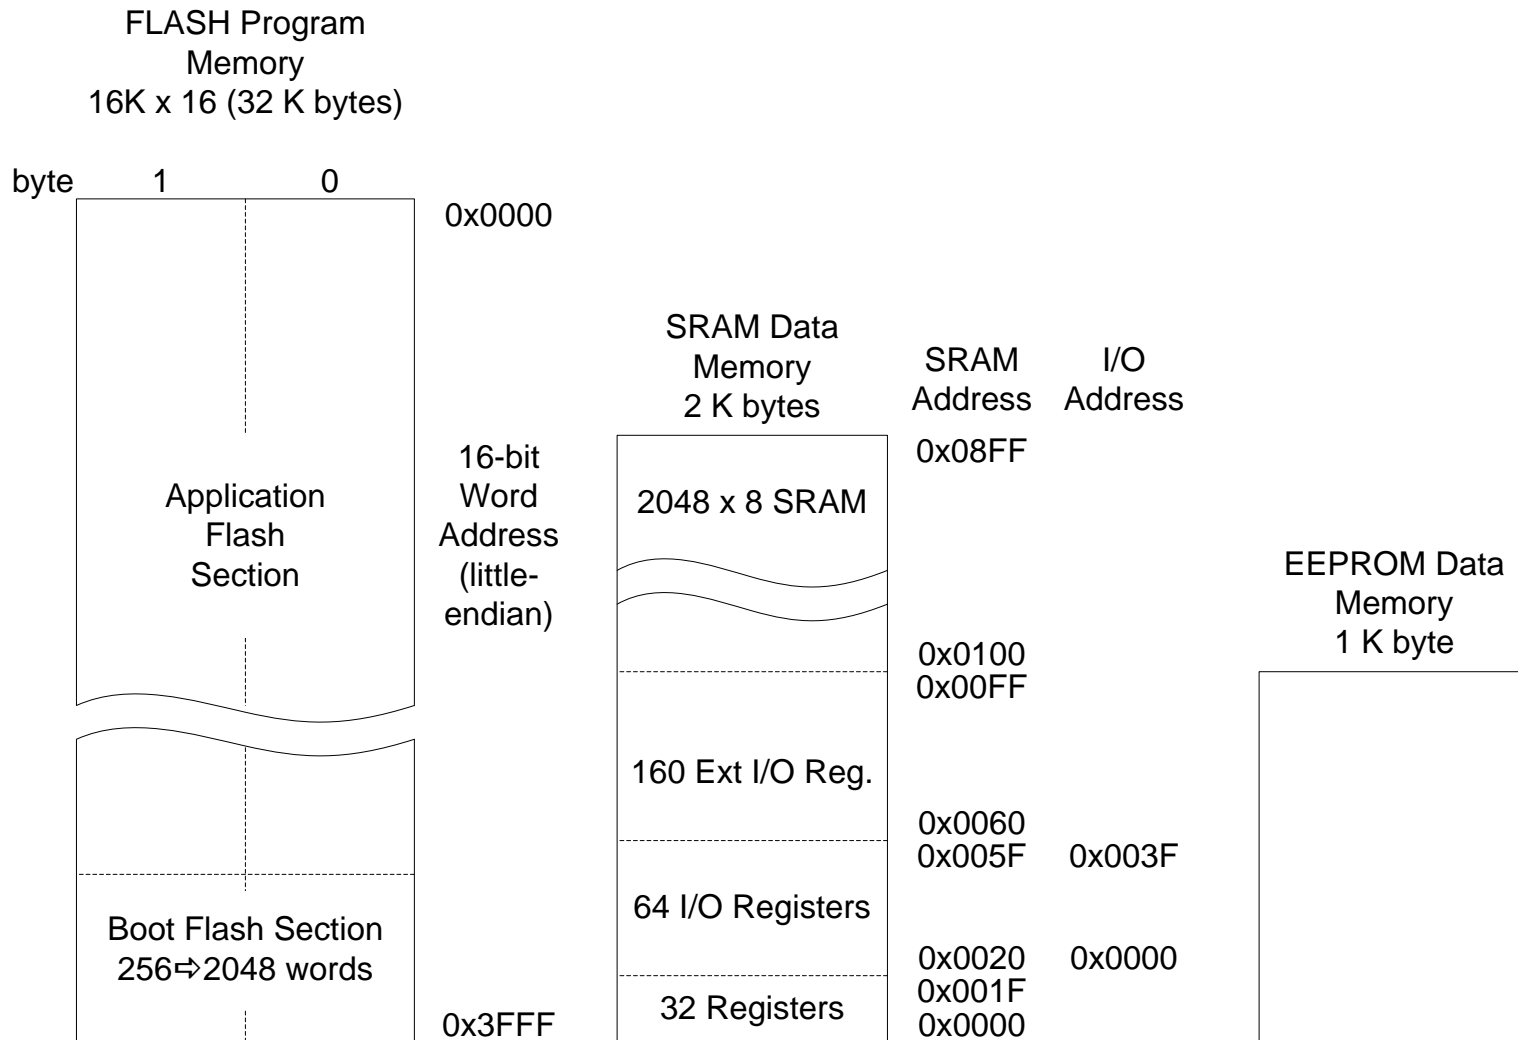 FLASH Program
Memory
16K x 16 (32 K bytes)
byte 1 0
0x0000
Application
Flash
Section
16-bit
Word
Address
(little-
endian)
Boot Flash Section
256⇨2048 words
0x3FFF
SRAM Data
Memory
2 K bytes
SRAM
Address
I/O
Address
0x08FF
2048 x 8 SRAM
0x0100
0x00FF
160 Ext I/O Reg.
0x0060
0x005F 0x003F
64 I/O Registers
0x0020 0x0000
0x001F
32 Registers
0x0000
EEPROM Data
Memory
1 K byte